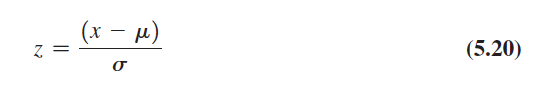 z = (x − μ) / σ (5.20)